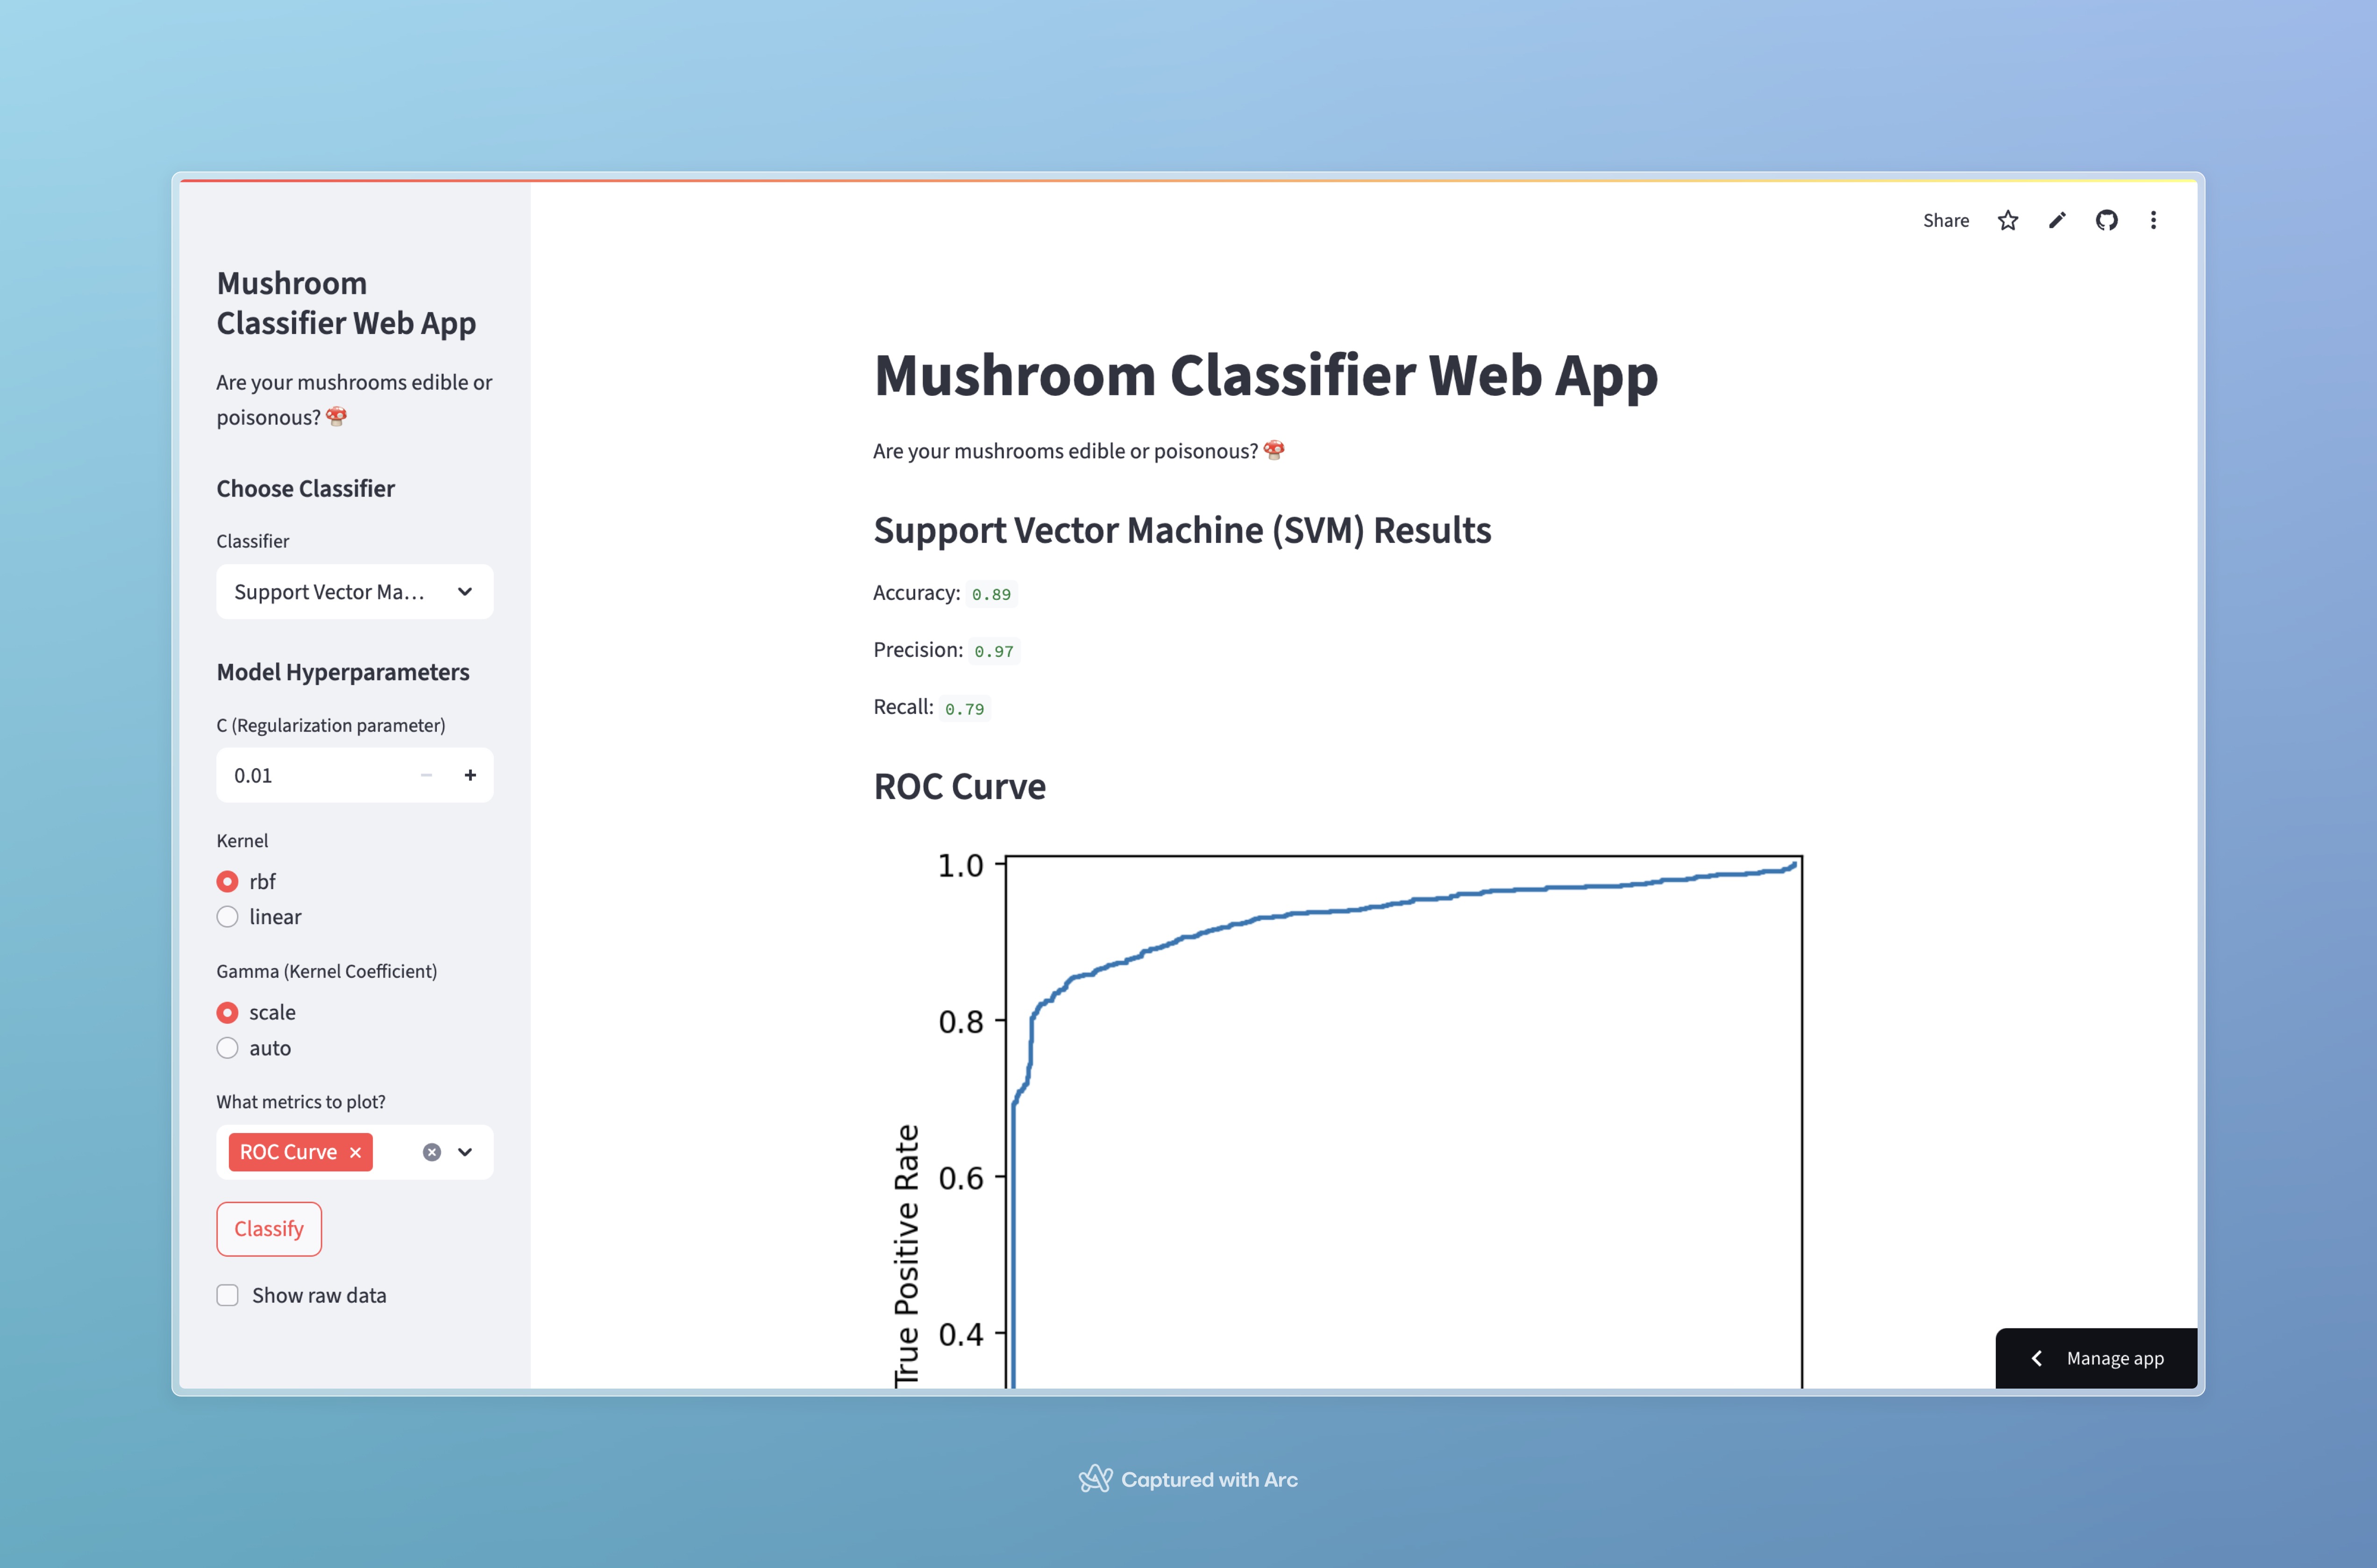 Share
Mushroom
Classifier Web App
Are your mushrooms edible or
poisonous? 🍄
Choose Classifier
Classifier
Support Vector Ma...
Model Hyperparameters
C (Regularization parameter)
0.01
Kernel
rbf
linear
Gamma (Kernel Coefficient)
scale
auto
What metrics to plot?
ROC Curve
Classify
Show raw data
Mushroom Classifier Web App
Are your mushrooms edible or poisonous? 🍄
Support Vector Machine (SVM) Results
Accuracy: 0.89
Precision: 0.97
Recall: 0.79
ROC Curve
1.0
0.8
0.6
0.4
True Positive Rate
Manage app
Captured with Arc